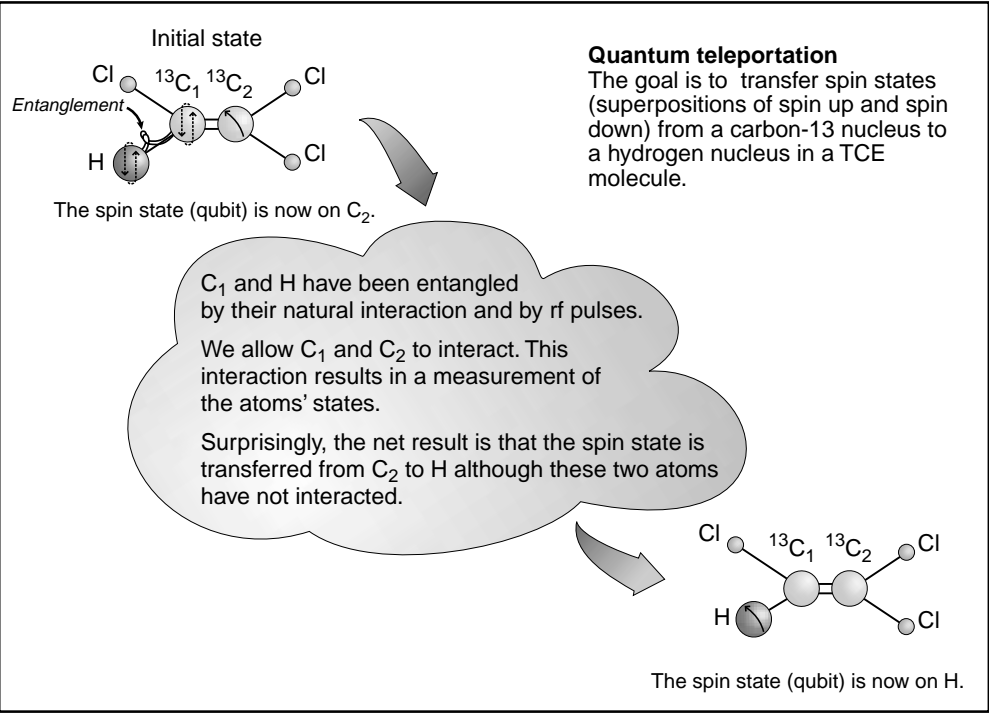 Initial state
Cl
¹³C₁ ¹³C₂
Cl
Entanglement
H
Cl
The spin state (qubit) is now on C₂.
Quantum teleportation
The goal is to transfer spin states
(superpositions of spin up and spin
down) from a carbon-13 nucleus to
a hydrogen nucleus in a TCE
molecule.
C₁ and H have been entangled
by their natural interaction and by rf pulses.
We allow C₁ and C₂ to interact. This
interaction results in a measurement of
the atoms' states.
Surprisingly, the net result is that the spin state is
transferred from C₂ to H although these two atoms
have not interacted.
Cl
¹³C₁ ¹³C₂
Cl
H
Cl
The spin state (qubit) is now on H.